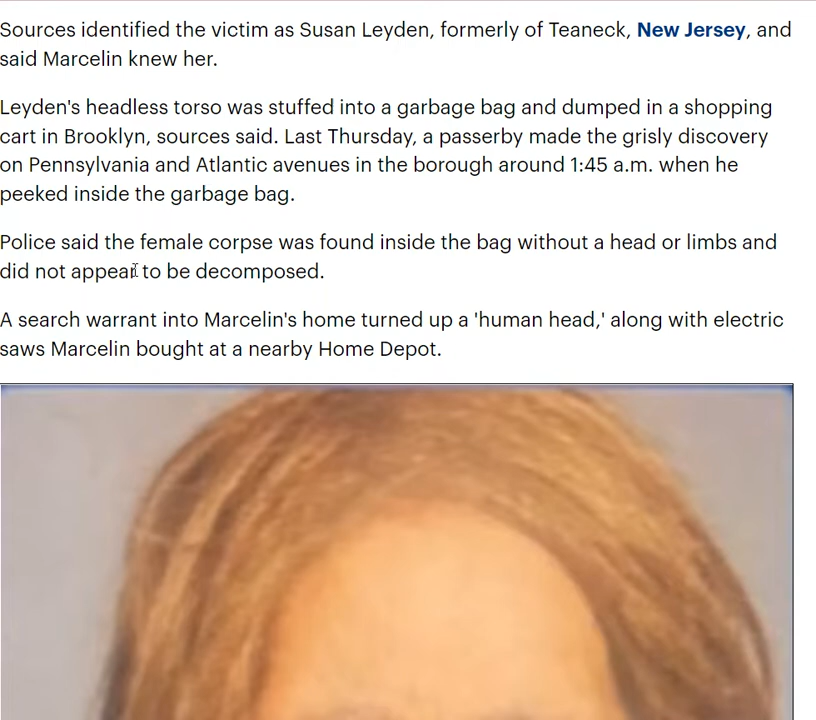 Sources identified the victim as Susan Leyden, formerly of Teaneck, New Jersey, and
said Marcelin knew her.
Leyden's headless torso was stuffed into a garbage bag and dumped in a shopping
cart in Brooklyn, sources said. Last Thursday, a passerby made the grisly discovery
on Pennsylvania and Atlantic avenues in the borough around 1:45 a.m. when he
peeked inside the garbage bag.
Police said the female corpse was found inside the bag without a head or limbs and
did not appear to be decomposed.
A search warrant into Marcelin's home turned up a 'human head,' along with electric
saws Marcelin bought at a nearby Home Depot.